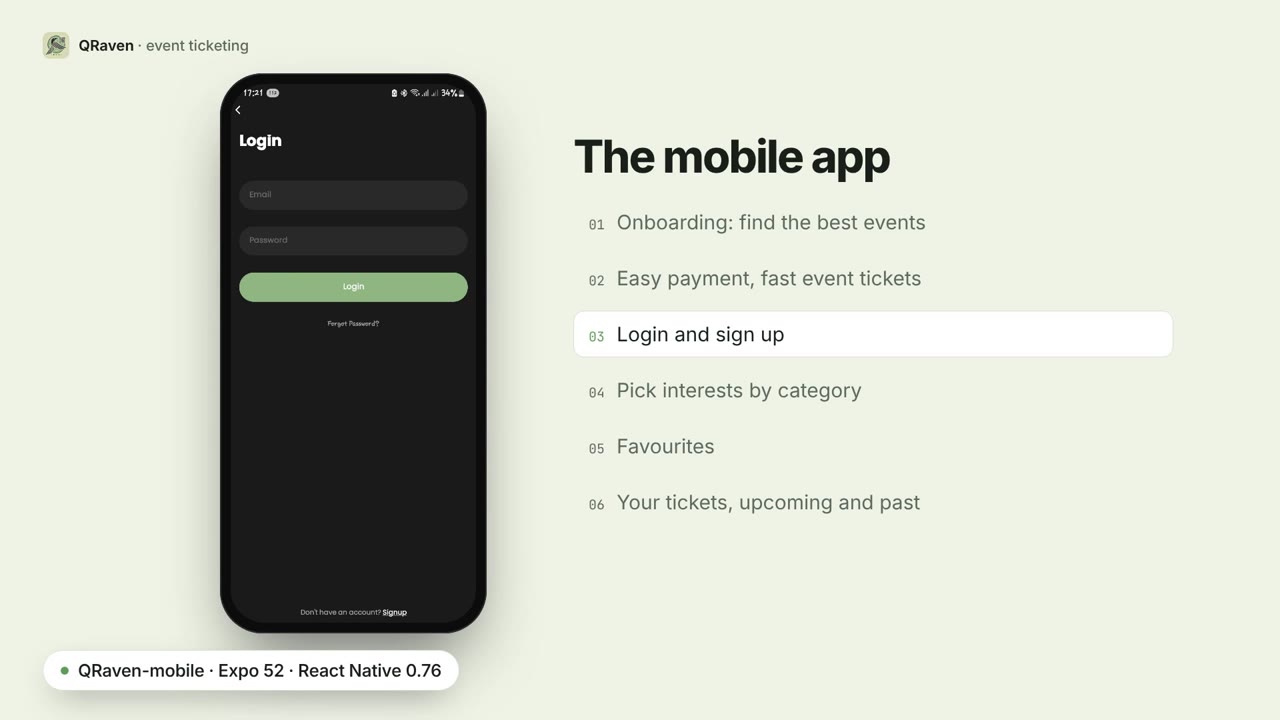 QRaven · event ticketing
17:21
34%
Login
Email
Password
Login
Forgot Password?
Don't have an account? Signup
The mobile app
01 Onboarding: find the best events
02 Easy payment, fast event tickets
03 Login and sign up
04 Pick interests by category
05 Favourites
06 Your tickets, upcoming and past
QRaven-mobile · Expo 52 · React Native 0.76